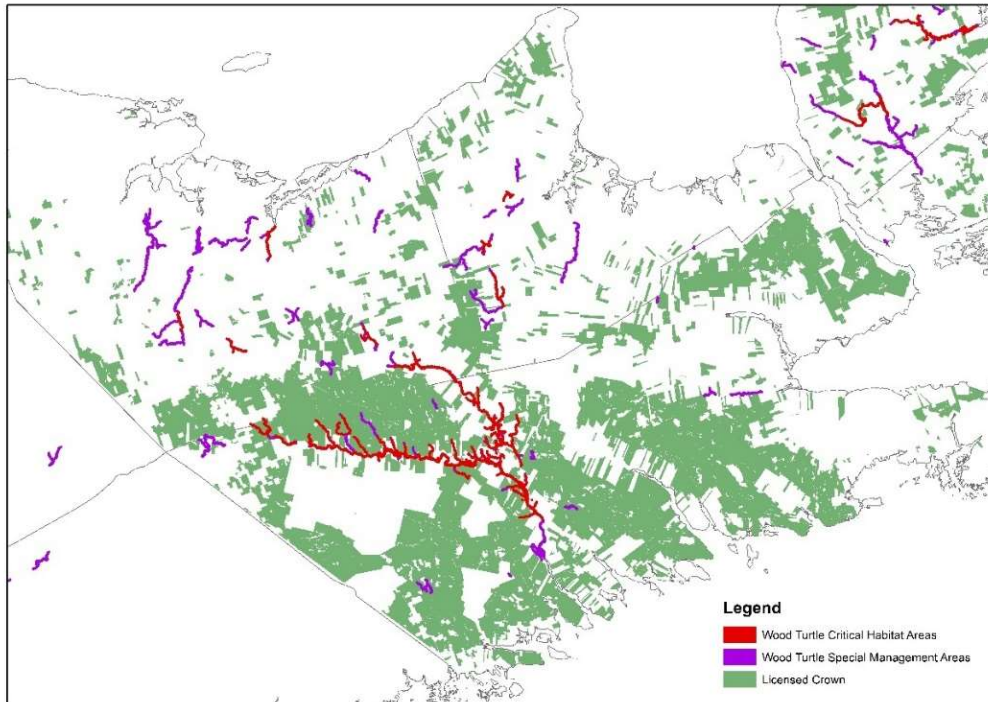 Legend
Wood Turtle Critical Habitat Areas
Wood Turtle Special Management Areas
Licensed Crown